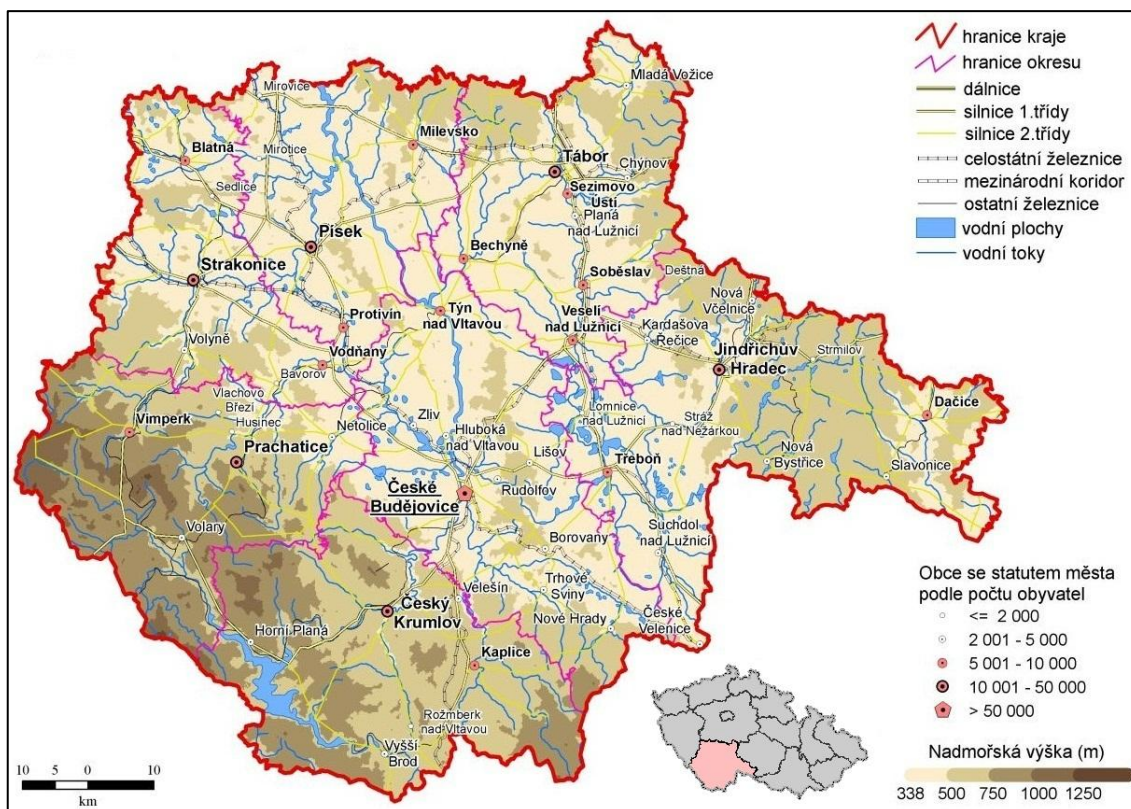 hranice kraje
hranice okresu
dálnice
silnice 1.třídy
silnice 2.třídy
celostátní železnice
mezinárodní koridor
ostatní železnice
vodní plochy
vodní toky
Mladá Vožice
Mirovice
Milevsko
Blatná
Mirotice
Tábor
Chýnov
Sedlice
Sezimovo
Ústí
Planá
nad Lužnicí
Písek
Bechyně
Strakonice
Soběslav
Deštná
Nová
Včelnice
Protivín
Týn
nad Vltavou
Veselí
nad Lužnicí
Kardašova
Řečice
Volyně
Vodňany
Bavorov
Jindřichův
Hradec
Strmilov
Vlachovo
Březí
Husinec
Dačice
Vimperk
Netolice
Zliv
Hluboká
nad Vltavou
Lomnice
nad Lužnicí
Stráž
nad Nežárkou
Prachatice
Lišov
Třeboň
Nová
Bystřice
Slavonice
České
Budějovice
Rudolfov
Volary
Borovany
Suchdol
nad Lužnicí
Velešín
Trhové
Sviny
Český
Krumlov
Nové Hrady
České
Velenice
Horní Planá
Kaplice
Rožmberk
nad Vltavou
Vyšší
Brod
Obce se statutem města
podle počtu obyvatel
<= 2 000
2 001 - 5 000
5 001 - 10 000
10 001 - 50 000
> 50 000
Nadmořská výška (m)
338 500 750 1000 1250
10 5 0 10
km